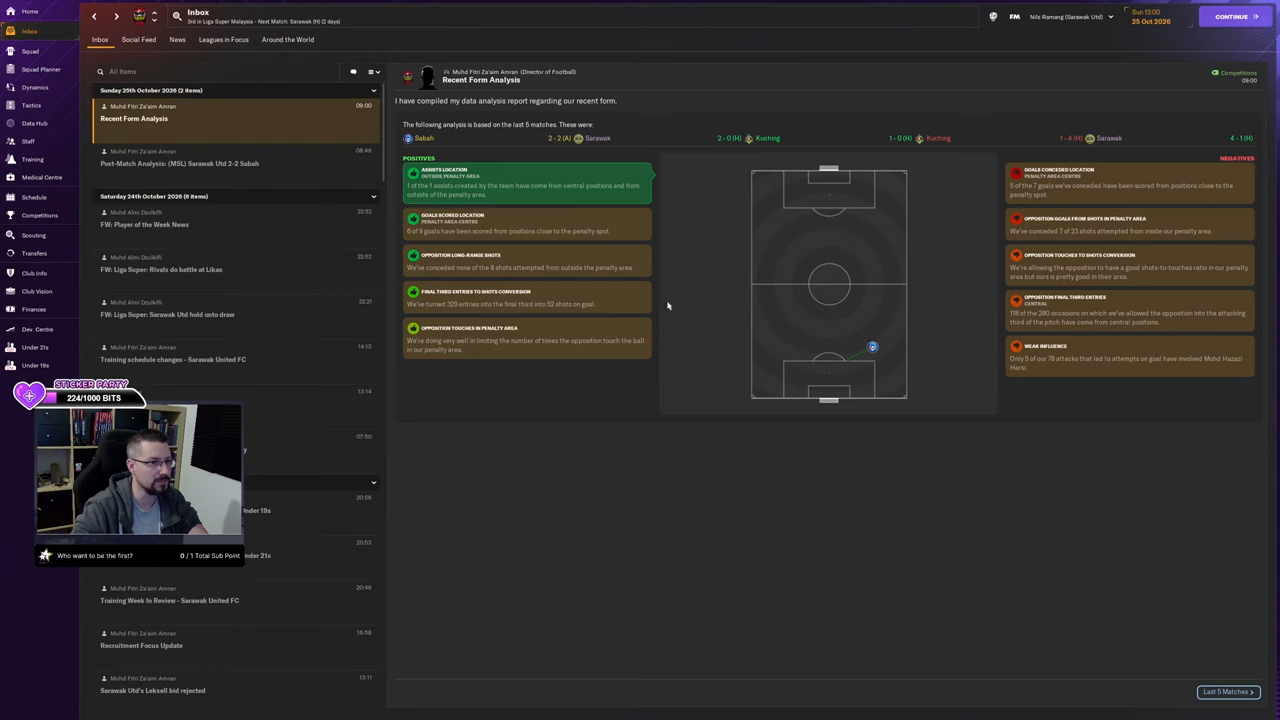 Home
Inbox
Squad
Squad Planner
Dynamics
Tactics
Data Hub
Staff
Training
Medical Centre
Schedule
Competitions
Scouting
Transfers
Club Info
Club Vision
Finances
Dev. Centre
Under 21s
Under 19s
Inbox
3rd in Liga Super Malaysia - Next Match: Sarawak (H) (2 days)
FM
Nils Ramang (Sarawak Utd)
Sun 13:00
25 Oct 2026
CONTINUE
Inbox Social Feed News Leagues in Focus Around the World
All Items
Sunday 25th October 2026 (2 items)
Muhd Fitri Za'aim Amran 09:00
Recent Form Analysis
Muhd Fitri Za'aim Amran 08:49
Post-Match Analysis: (MSL) Sarawak Utd 2-2 Sabah
Saturday 24th October 2026 (6 items)
Muhd Almi Dzulkifli 22:52
FW: Player of the Week News
Muhd Almi Dzulkifli 22:52
FW: Liga Super: Rivals do battle at Likas
Muhd Almi Dzulkifli 22:21
FW: Liga Super: Sarawak Utd hold onto draw
Muhd Fitri Za'aim Amran 14:13
Training schedule changes - Sarawak United FC
13:14
07:50
20:56
Under 19s
20:53
Under 21s
Muhd Fitri Za'aim Amran 20:49
Training Week In Review - Sarawak United FC
Muhd Fitri Za'aim Amran 16:58
Recruitment Focus Update
Muhd Fitri Za'aim Amran 13:11
Sarawak Utd's Leksell bid rejected
STICKER PARTY
224/1000 BITS
Who want to be the first? 0 / 1 Total Sub Point
Muhd Fitri Za'aim Amran (Director of Football)
Recent Form Analysis
Competitions
09:00
I have compiled my data analysis report regarding our recent form.
The following analysis is based on the last 5 matches. These were:
Sabah 2 - 2 (A) Sarawak 2 - 0 (H) Kuching 1 - 0 (H) Kuching 1 - 4 (H) Sarawak 4 - 1 (H)
POSITIVES
ASSISTS LOCATION
OUTSIDE PENALTY AREA
1 of the 1 assists created by the team have come from central positions and from
outside of the penalty area.
GOALS SCORED LOCATION
PENALTY AREA CENTRE
6 of 9 goals have been scored from positions close to the penalty spot.
OPPOSITION LONG-RANGE SHOTS
We've conceded none of the 8 shots attempted from outside the penalty area.
FINAL THIRD ENTRIES TO SHOTS CONVERSION
We've turned 329 entries into the final third into 52 shots on goal.
OPPOSITION TOUCHES IN PENALTY AREA
We're doing very well in limiting the number of times the opposition touch the ball
in our penalty area.
NEGATIVES
GOALS CONCEDED LOCATION
PENALTY AREA CENTRE
5 of the 7 goals we've conceded have been scored from positions close to the
penalty spot.
OPPOSITION GOALS FROM SHOTS IN PENALTY AREA
We've conceded 7 of 23 shots attempted from inside our penalty area.
OPPOSITION TOUCHES TO SHOTS CONVERSION
We're allowing the opposition to have a good shots-to-touches ratio in our penalty
area but ours is pretty good in their area.
OPPOSITION FINAL THIRD ENTRIES
CENTRAL
118 of the 280 occasions on which we've allowed the opposition into the attacking
third of the pitch have come from central positions.
WEAK INFLUENCE
Only 5 of our 78 attacks that led to attempts on goal have involved Mohd Hazazi
Harsi.
Last 5 Matches